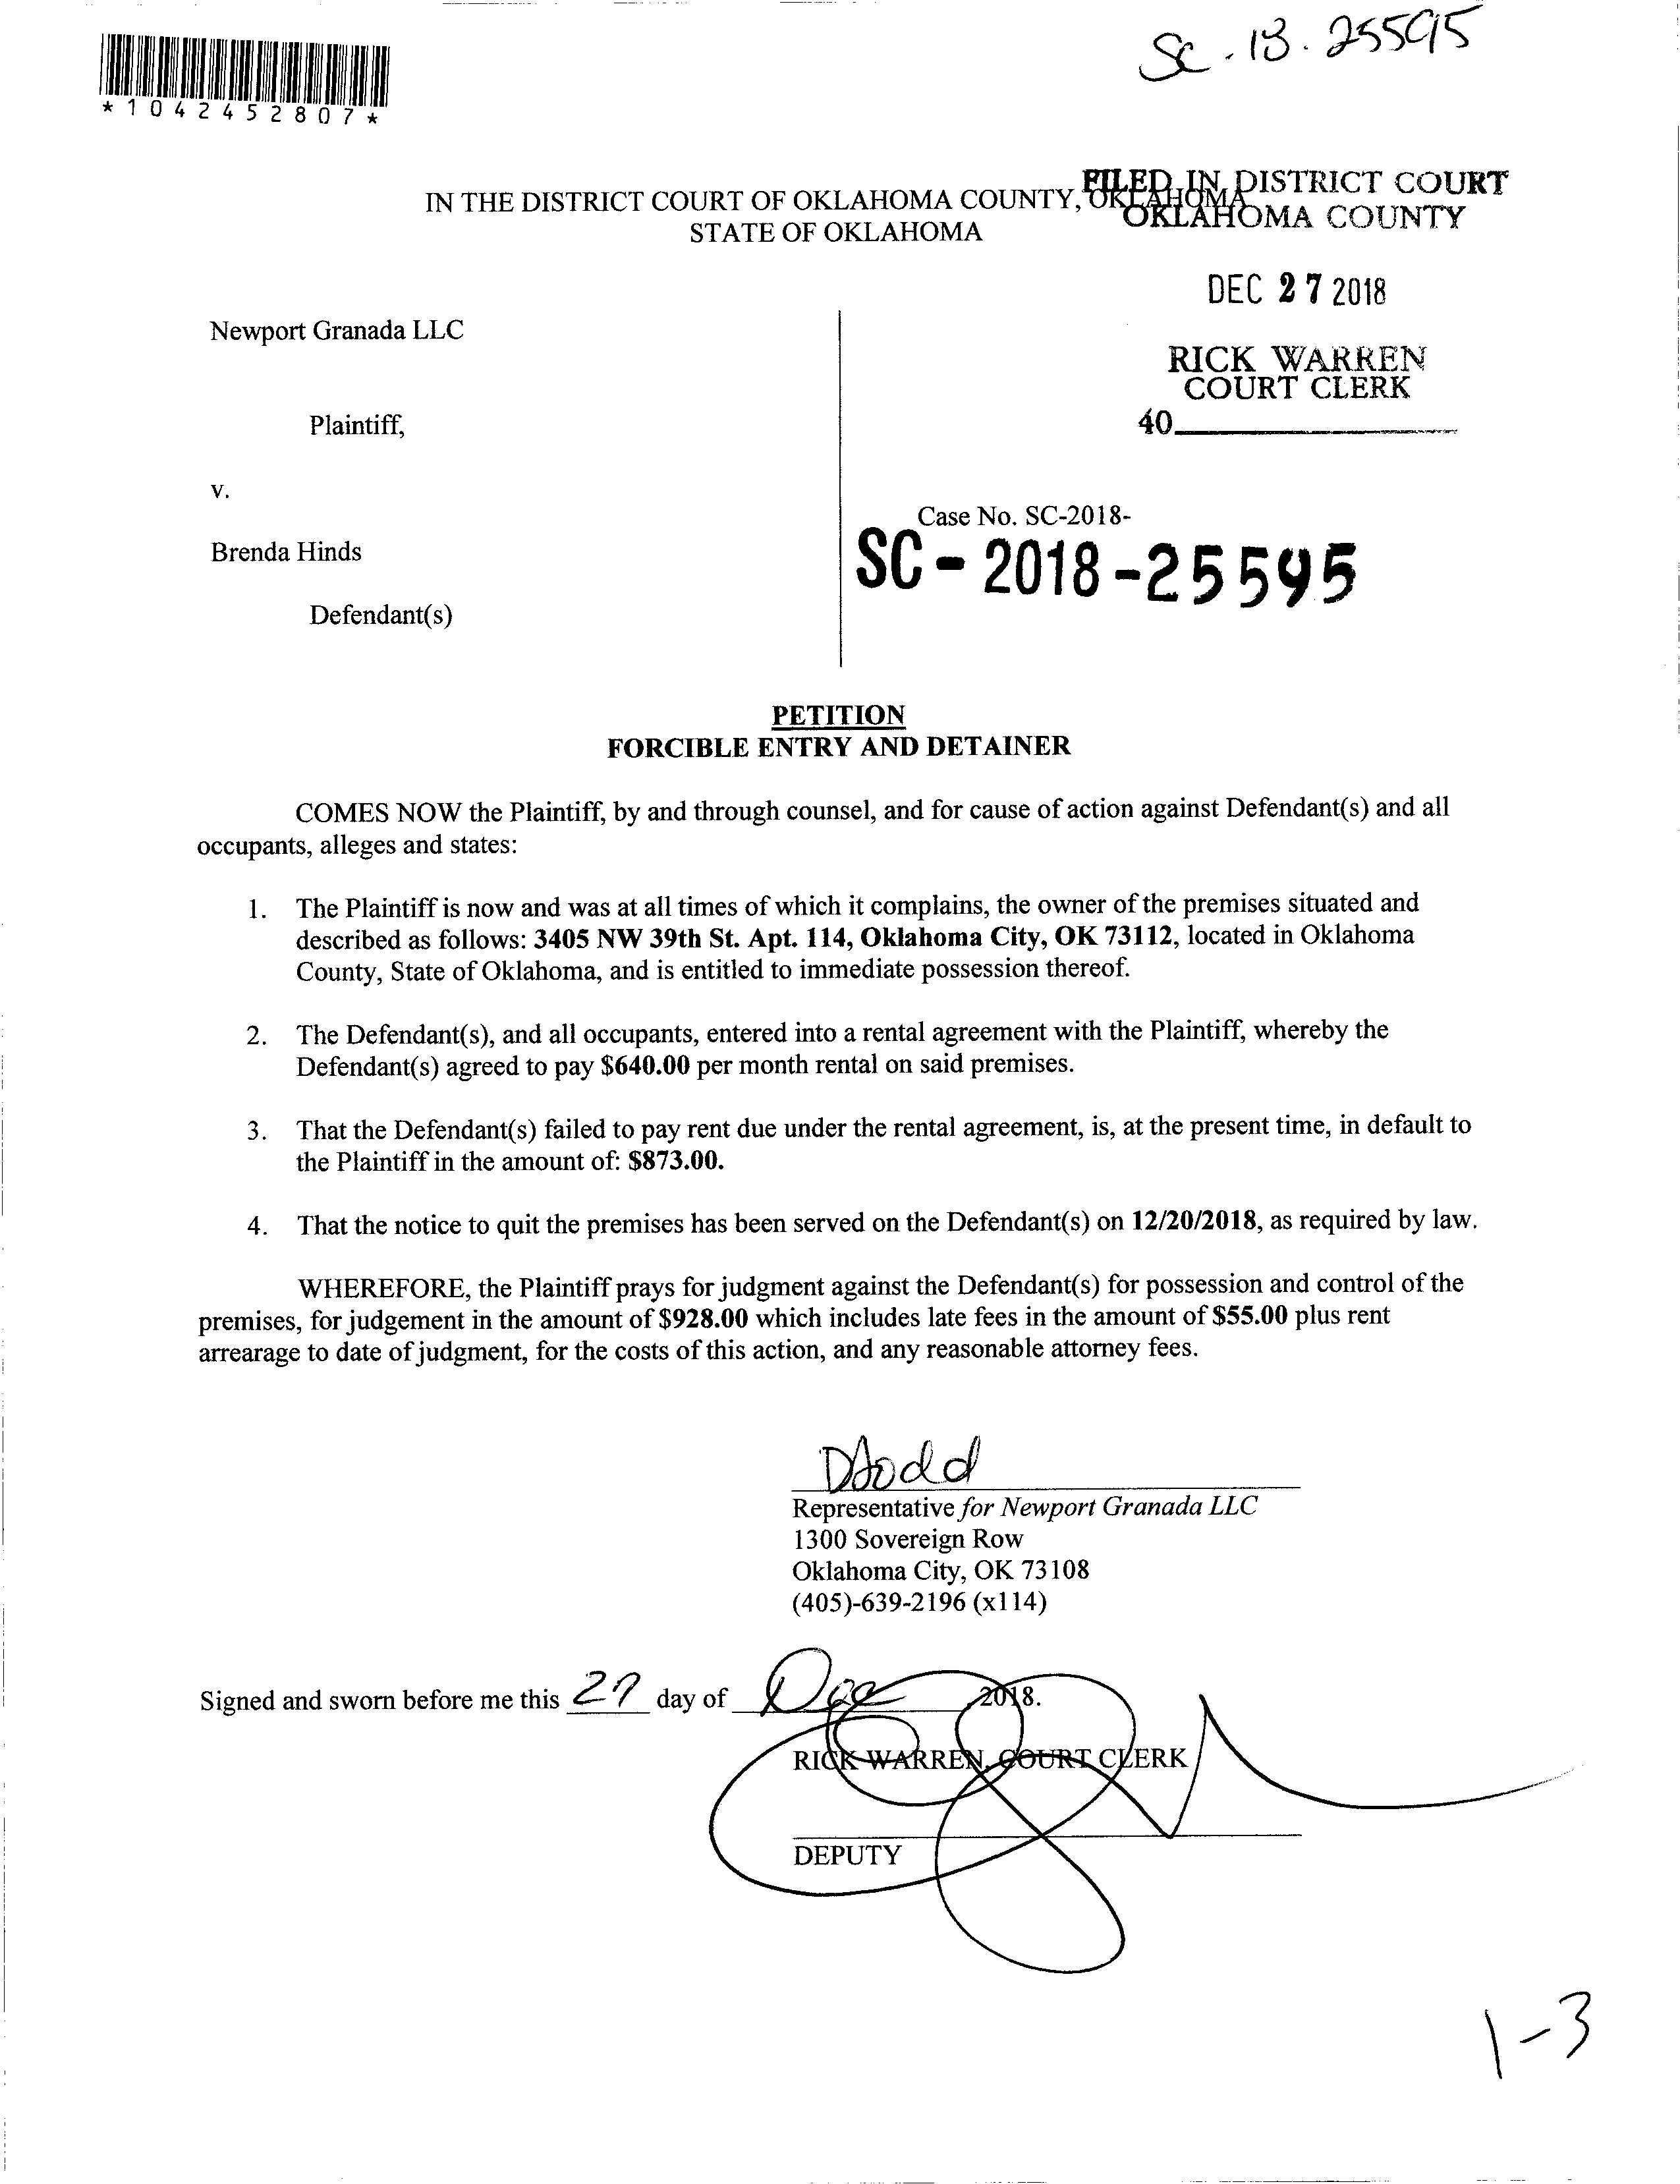 SC-18-25595
*1042452807*
IN THE DISTRICT COURT OF OKLAHOMA COUNTY, OKLAHOMA
STATE OF OKLAHOMA
FILED IN DISTRICT COURT
OKLAHOMA COUNTY
DEC 27 2018
RICK WARREN
COURT CLERK
40
Newport Granada LLC
Plaintiff,
v.
Brenda Hinds
Defendant(s)
Case No. SC-2018-
SC-2018-25595
PETITION
FORCIBLE ENTRY AND DETAINER
COMES NOW the Plaintiff, by and through counsel, and for cause of action against Defendant(s) and all
occupants, alleges and states:
1. The Plaintiff is now and was at all times of which it complains, the owner of the premises situated and
described as follows: 3405 NW 39th St. Apt. 114, Oklahoma City, OK 73112, located in Oklahoma
County, State of Oklahoma, and is entitled to immediate possession thereof.
2. The Defendant(s), and all occupants, entered into a rental agreement with the Plaintiff, whereby the
Defendant(s) agreed to pay $640.00 per month rental on said premises.
3. That the Defendant(s) failed to pay rent due under the rental agreement, is, at the present time, in default to
the Plaintiff in the amount of: $873.00.
4. That the notice to quit the premises has been served on the Defendant(s) on 12/20/2018, as required by law.
WHEREFORE, the Plaintiff prays for judgment against the Defendant(s) for possession and control of the
premises, for judgement in the amount of $928.00 which includes late fees in the amount of $55.00 plus rent
arrearage to date of judgment, for the costs of this action, and any reasonable attorney fees.
Representative for Newport Granada LLC
1300 Sovereign Row
Oklahoma City, OK 73108
(405)-639-2196 (x114)
Signed and sworn before me this 27 day of Dec, 2018.
RICK WARREN, COURT CLERK
DEPUTY
1-3